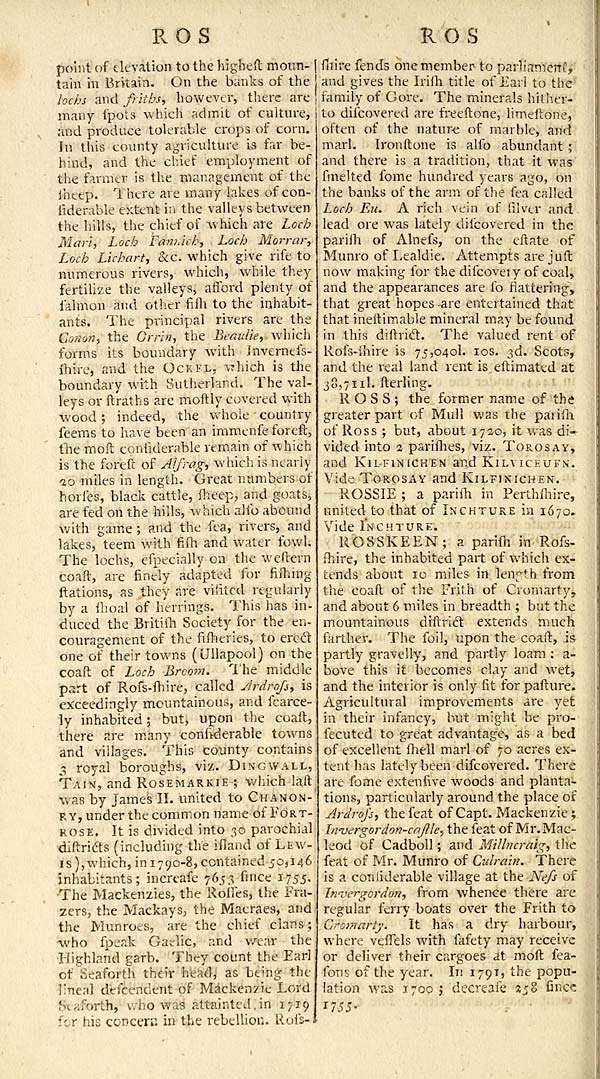 ROS
point of elevation to the higheſt moun-
tain in Britain. On the banks of the
lochs and friths, however, there are
many ſpots which admit of culture,
and produce tolerable crops of corn.
In this county agriculture is far be-
hind, and the chief employment of
the farmer is the management of the
ſheep. There are many lakes of con-
ſiderable extent in the valleys between
the hills, the chief of which are Loch
Mari, Loch Fannich, Loch Morrar,
Loch Lichart, &c. which give riſe to
numerous rivers, which, while they
fertilize the valleys, afford plenty of
ſalmon and other fiſh to the inhabit-
ants. The principal rivers are the
Conon, the Orrin, the Beaulie, which
forms its boundary with Inverneſs-
ſhire, and the OCKEL, which is the
boundary with Sutherland. The val-
leys or ſtraths are moſtly covered with
wood; indeed, the whole country
ſeems to have been an immenſe foreſt,
the moſt conſiderable remain of which
is the foreſt of Alfrag, which is nearly
20 miles in length. Great numbers of
horſes, black cattle, ſheep, and goats,
are fed on the hills, which alſo abound
with game; and the ſea, rivers, and
lakes, teem with fiſh and water fowl.
The lochs, eſpecially on the weſtern
coaſt, are finely adapted for fiſhing
ſtations, as they are viſited regularly
by a ſhoal of herrings. This has in-
duced the Britiſh Society for the en-
couragement of the fiſheries, to erect
one of their towns (Ullapool) on the
coaſt of Loch Broom. The middle
part of Roſs-ſhire, called Ardroſs, is
exceedingly mountainous, and ſcarce-
ly inhabited; but, upon the coaſt,
there are many conſiderable towns
and villages. This county contains
3 royal boroughs, viz. DINGWALL,
TAIN, and ROSEMARKIE; which laſt
was by James II. united to CHANON-
RY, under the common name of FORT-
ROSE. It is divided into 30 parochial
diſtricts (including the iſland of LEW-
IS), which, in 1790-8, contained 50,146
inhabitants; increaſe 7653 ſince 1755.
The Mackenzies, the Roſſes, the Fra-
zers, the Mackays, the Macraes, and
the Munroes, are the chief clans;
who ſpeak Gaelic, and wear the
Highland garb. They count the Earl
of Seaforth their head, as being the
lineal deſcendent of Mackenzie Lord
Seaforth, who was attainted in 1719
for his concern in the rebellion. Roſs-
ROS
ſhire ſends one member to parliament,
and gives the Iriſh title of Earl to the
family of Gore. The minerals hither-
to diſcovered are freeſtone, limeſtone,
often of the nature of marble, and
marl. Ironſtone is alſo abundant;
and there is a tradition, that it was
ſmelted ſome hundred years ago, on
the banks of the arm of the ſea called
Loch Eu. A rich vein of ſilver and
lead ore was lately diſcovered in the
pariſh of Alneſs, on the eſtate of
Munro of Lealdie. Attempts are juſt
now making for the diſcovery of coal,
and the appearances are ſo flattering,
that great hopes are entertained that
that ineſtimable mineral may be found
in this diſtrict. The valued rent of
Roſs-ſhire is 75,040l. 10s. 3d. Scots,
and the real land rent is eſtimated at
38,711l. ſterling.
ROSS; the former name of the
greater part of Mull was the pariſh
of Ross; but, about 1720, it was di-
vided into 2 pariſhes, viz. TOROSAY,
and KILFINICHEN and KILVICEUFN.
Vide TOROSAY and KILFINICHEN.
ROSSIE; a pariſh in Perthſhire,
united to that of INCHTURE in 1670.
Vide INCHTURE.
ROSSKEEN; a pariſh in Roſs-
ſhire, the inhabited part of which ex-
tends about 10 miles in length from
the coaſt of the Frith of Cromarty,
and about 6 miles in breadth; but the
mountainous diſtrict extends much
farther. The ſoil, upon the coaſt, is
partly gravelly, and partly loam: a-
bove this it becomes clay and wet,
and the interior is only fit for paſture.
Agricultural improvements are yet
in their infancy, but might be pro-
ſecuted to great advantage, as a bed
of excellent ſhell marl of 70 acres ex-
tent has lately been diſcovered. There
are ſome extenſive woods and planta-
tions, particularly around the place of
Ardroſs, the ſeat of Capt. Mackenzie;
Invergordon-caſtle, the ſeat of Mr. Mac-
leod of Cadboll; and Millncraig, the
ſeat of Mr. Munro of Culrain. There
is a conſiderable village at the Neſs of
Invergordon, from whence there are
regular ferry boats over the Frith to
Cromarty. It has a dry harbour,
where veſſels with ſafety may receive
or deliver their cargoes at moſt ſea-
ſons of the year. In 1791, the popu-
lation was 1700; decreaſe 258 ſince
1755.